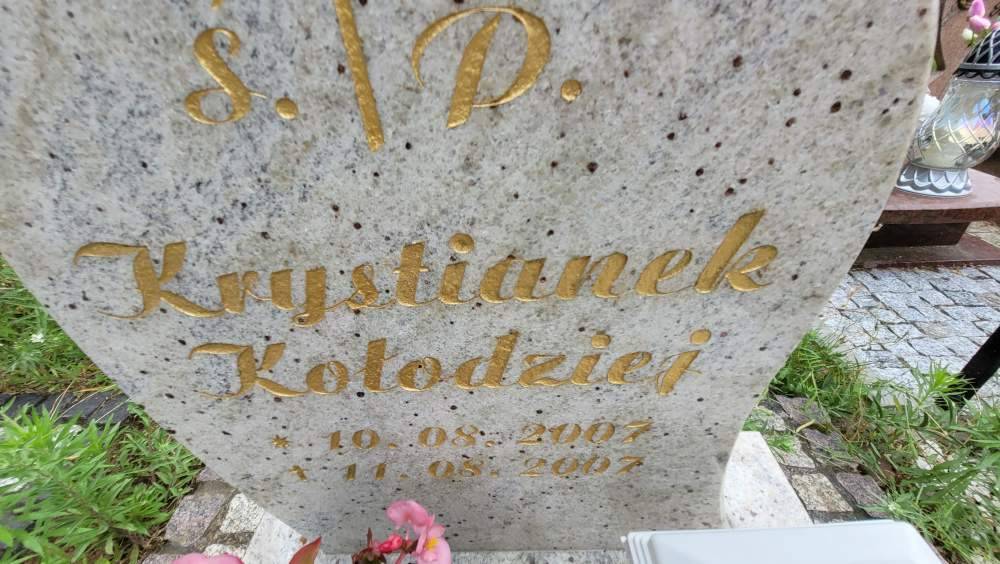 Ś. P.
Krystianek
Kołodziej
* 10. 08. 2007
x 11. 08. 2007